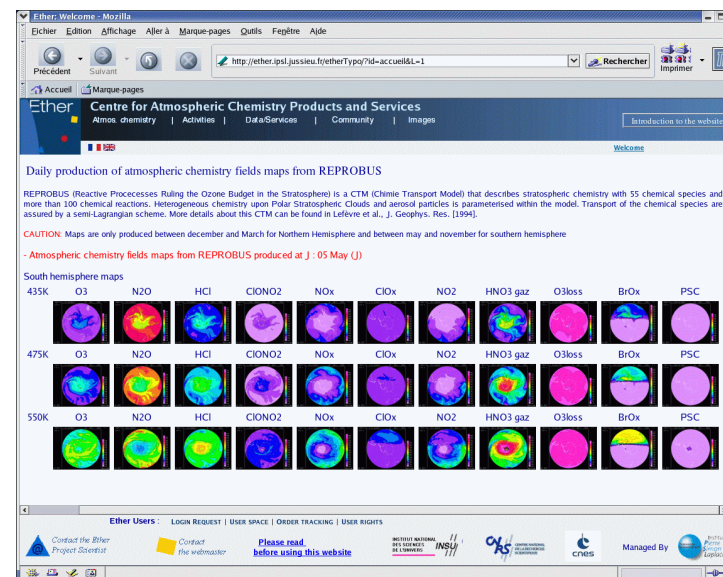 Ether: Welcome - Mozilla
Fichier Edition Affichage Aller à Marque-pages Outils Fenêtre Aide
Précédent Suivant http://ether.ipsl.jussieu.fr/etherTypo/?id=accueil&L=1 Rechercher Imprimer
Accueil Marque-pages
Ether Centre for Atmospheric Chemistry Products and Services
Atmos. chemistry | Activities | Data/Services | Community | Images
Introduction to the website
Welcome
Daily production of atmospheric chemistry fields maps from REPROBUS
REPROBUS (Reactive Procecesses Ruling the Ozone Budget in the Stratosphere) is a CTM (Chimie Transport Model) that describes stratospheric chemistry with 55 chemical species and
more than 100 chemical reactions. Heterogeneous chemistry upon Polar Stratospheric Clouds and aerosol particles is parameterised within the model. Transport of the chemical species are
assured by a semi-Lagrangian scheme. More details about this CTM can be found in Lefèvre et al., J. Geophys. Res. [1994].
CAUTION: Maps are only produced between december and March for Northern Hemisphere and between may and november for southern hemisphere
- Atmospheric chemistry fields maps from REPROBUS produced at J : 05 May (J)
South hemisphere maps
435K O3 N2O HCl ClONO2 NOx ClOx NO2 HNO3 gaz O3loss BrOx PSC
475K O3 N2O HCl ClONO2 NOx ClOx NO2 HNO3 gaz O3loss BrOx PSC
550K O3 N2O HCl ClONO2 NOx ClOx NO2 HNO3 gaz O3loss BrOx PSC
Ether Users : LOGIN REQUEST | USER SPACE | ORDER TRACKING | USER RIGHTS
Contact the Ether
Project Scientist
Contact
the webmaster
Please read
before using this website
INSTITUT NATIONAL
DES SCIENCES
DE L'UNIVERS
INSU
CNRS
cnes
Managed By
Pierre
Simon
Laplace